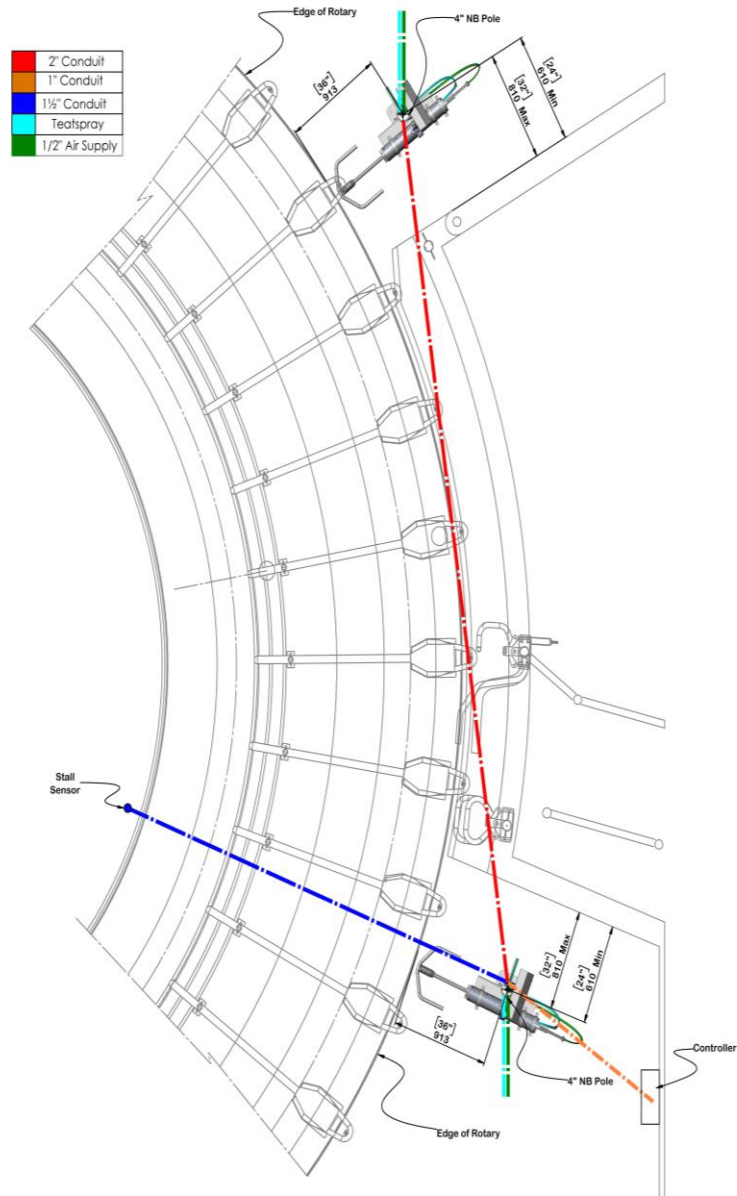 Edge of Rotary
4" NB Pole
2" Conduit
1" Conduit
1½" Conduit
Teatspray
1/2" Air Supply
[36"]
913
[24"]
610 Min
[32"]
810 Max
Stall
Sensor
[32"]
810 Max
[24"]
610 Min
[36"]
913
Controller
4" NB Pole
Edge of Rotary